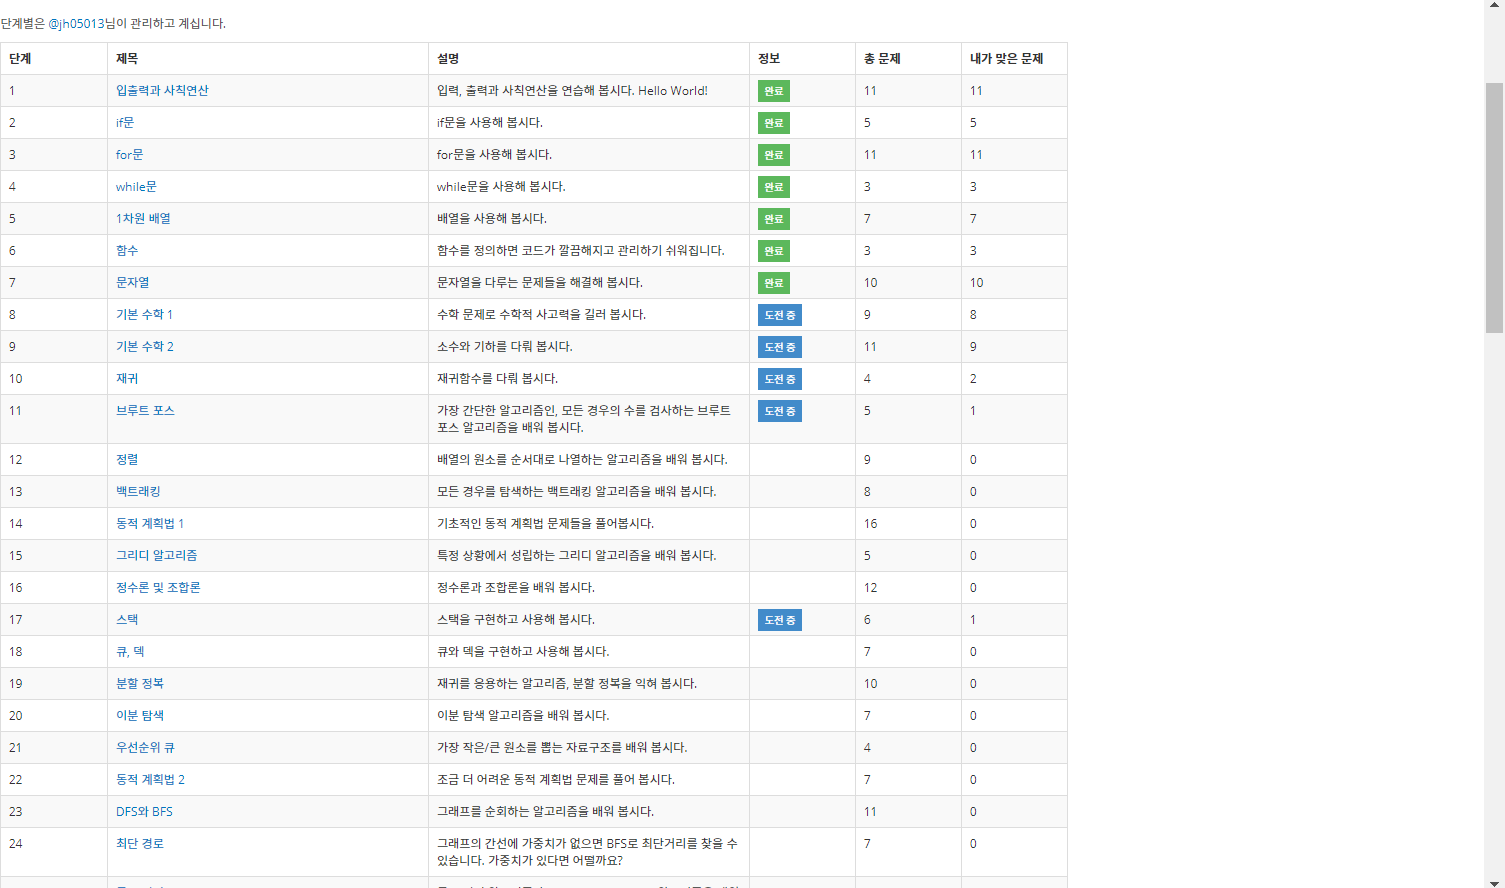 단계별은 @jh05013님이 관리하고 계십니다.
단계 제목 설명 정보 총 문제 내가 맞은 문제
1 입출력과 사칙연산 입력, 출력과 사칙연산을 연습해 봅시다. Hello World! 완료 11 11
2 if문 if문을 사용해 봅시다. 완료 5 5
3 for문 for문을 사용해 봅시다. 완료 11 11
4 while문 while문을 사용해 봅시다. 완료 3 3
5 1차원 배열 배열을 사용해 봅시다. 완료 7 7
6 함수 함수를 정의하면 코드가 깔끔해지고 관리하기 쉬워집니다. 완료 3 3
7 문자열 문자열을 다루는 문제들을 해결해 봅시다. 완료 10 10
8 기본 수학 1 수학 문제로 수학적 사고력을 길러 봅시다. 도전 중 9 8
9 기본 수학 2 소수와 기하를 다뤄 봅시다. 도전 중 11 9
10 재귀 재귀함수를 다뤄 봅시다. 도전 중 4 2
11 브루트 포스 가장 간단한 알고리즘인, 모든 경우의 수를 검사하는 브루트 도전 중 5 1
포스 알고리즘을 배워 봅시다.
12 정렬 배열의 원소를 순서대로 나열하는 알고리즘을 배워 봅시다. 9 0
13 백트래킹 모든 경우를 탐색하는 백트래킹 알고리즘을 배워 봅시다. 8 0
14 동적 계획법 1 기초적인 동적 계획법 문제들을 풀어봅시다. 16 0
15 그리디 알고리즘 특정 상황에서 성립하는 그리디 알고리즘을 배워 봅시다. 5 0
16 정수론 및 조합론 정수론과 조합론을 배워 봅시다. 12 0
17 스택 스택을 구현하고 사용해 봅시다. 도전 중 6 1
18 큐, 덱 큐와 덱을 구현하고 사용해 봅시다. 7 0
19 분할 정복 재귀를 응용하는 알고리즘, 분할 정복을 익혀 봅시다. 10 0
20 이분 탐색 이분 탐색 알고리즘을 배워 봅시다. 7 0
21 우선순위 큐 가장 작은/큰 원소를 뽑는 자료구조를 배워 봅시다. 4 0
22 동적 계획법 2 조금 더 어려운 동적 계획법 문제를 풀어 봅시다. 7 0
23 DFS와 BFS 그래프를 순회하는 알고리즘을 배워 봅시다. 11 0
24 최단 경로 그래프의 간선에 가중치가 없으면 BFS로 최단거리를 찾을 수 7 0
있습니다. 가중치가 있다면 어떨까요?